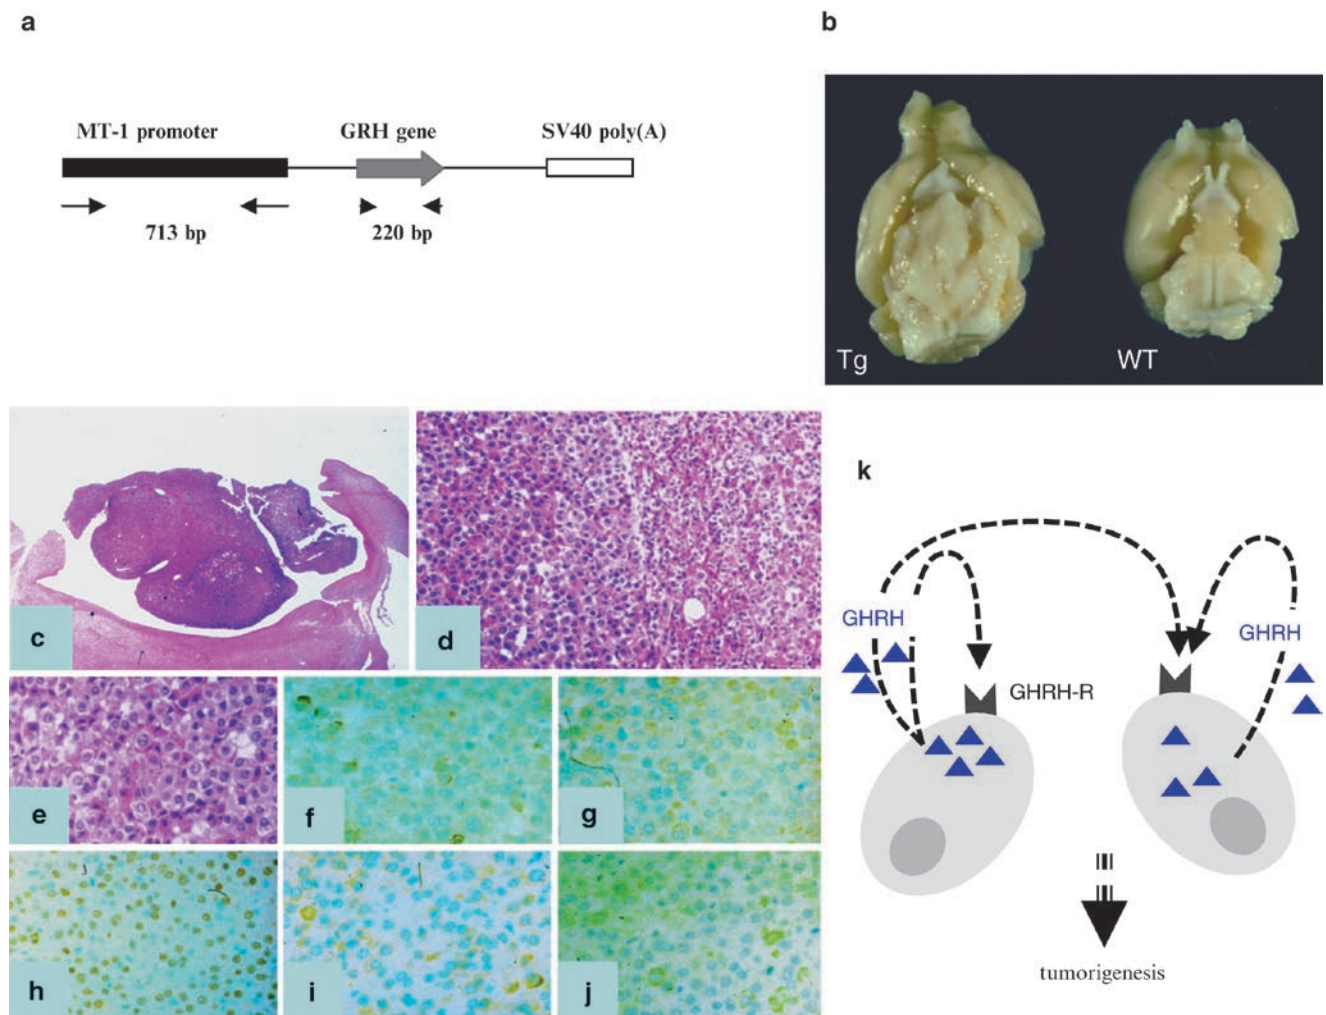 a
b
MT-1 promoter GRH gene SV40 poly(A)
713 bp 220 bp
Tg WT
c
d
e
f
g
h
i
j
k
GHRH GHRH
GHRH-R
tumorigenesis